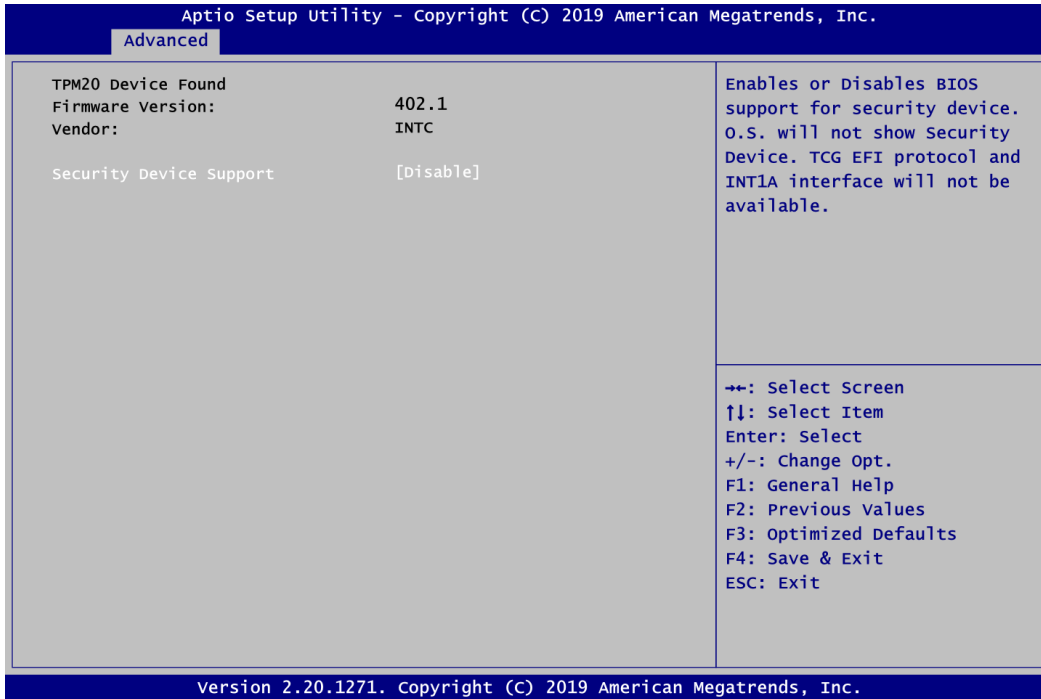 Aptio Setup Utility - Copyright (C) 2019 American Megatrends, Inc.
Advanced
TPM20 Device Found
Firmware Version: 402.1
Vendor: INTC
Security Device Support [Disable]
Enables or Disables BIOS
support for security device.
O.S. will not show Security
Device. TCG EFI protocol and
INT1A interface will not be
available.
→←: Select Screen
↑↓: Select Item
Enter: Select
+/-: Change Opt.
F1: General Help
F2: Previous Values
F3: Optimized Defaults
F4: Save & Exit
ESC: Exit
Version 2.20.1271. Copyright (C) 2019 American Megatrends, Inc.